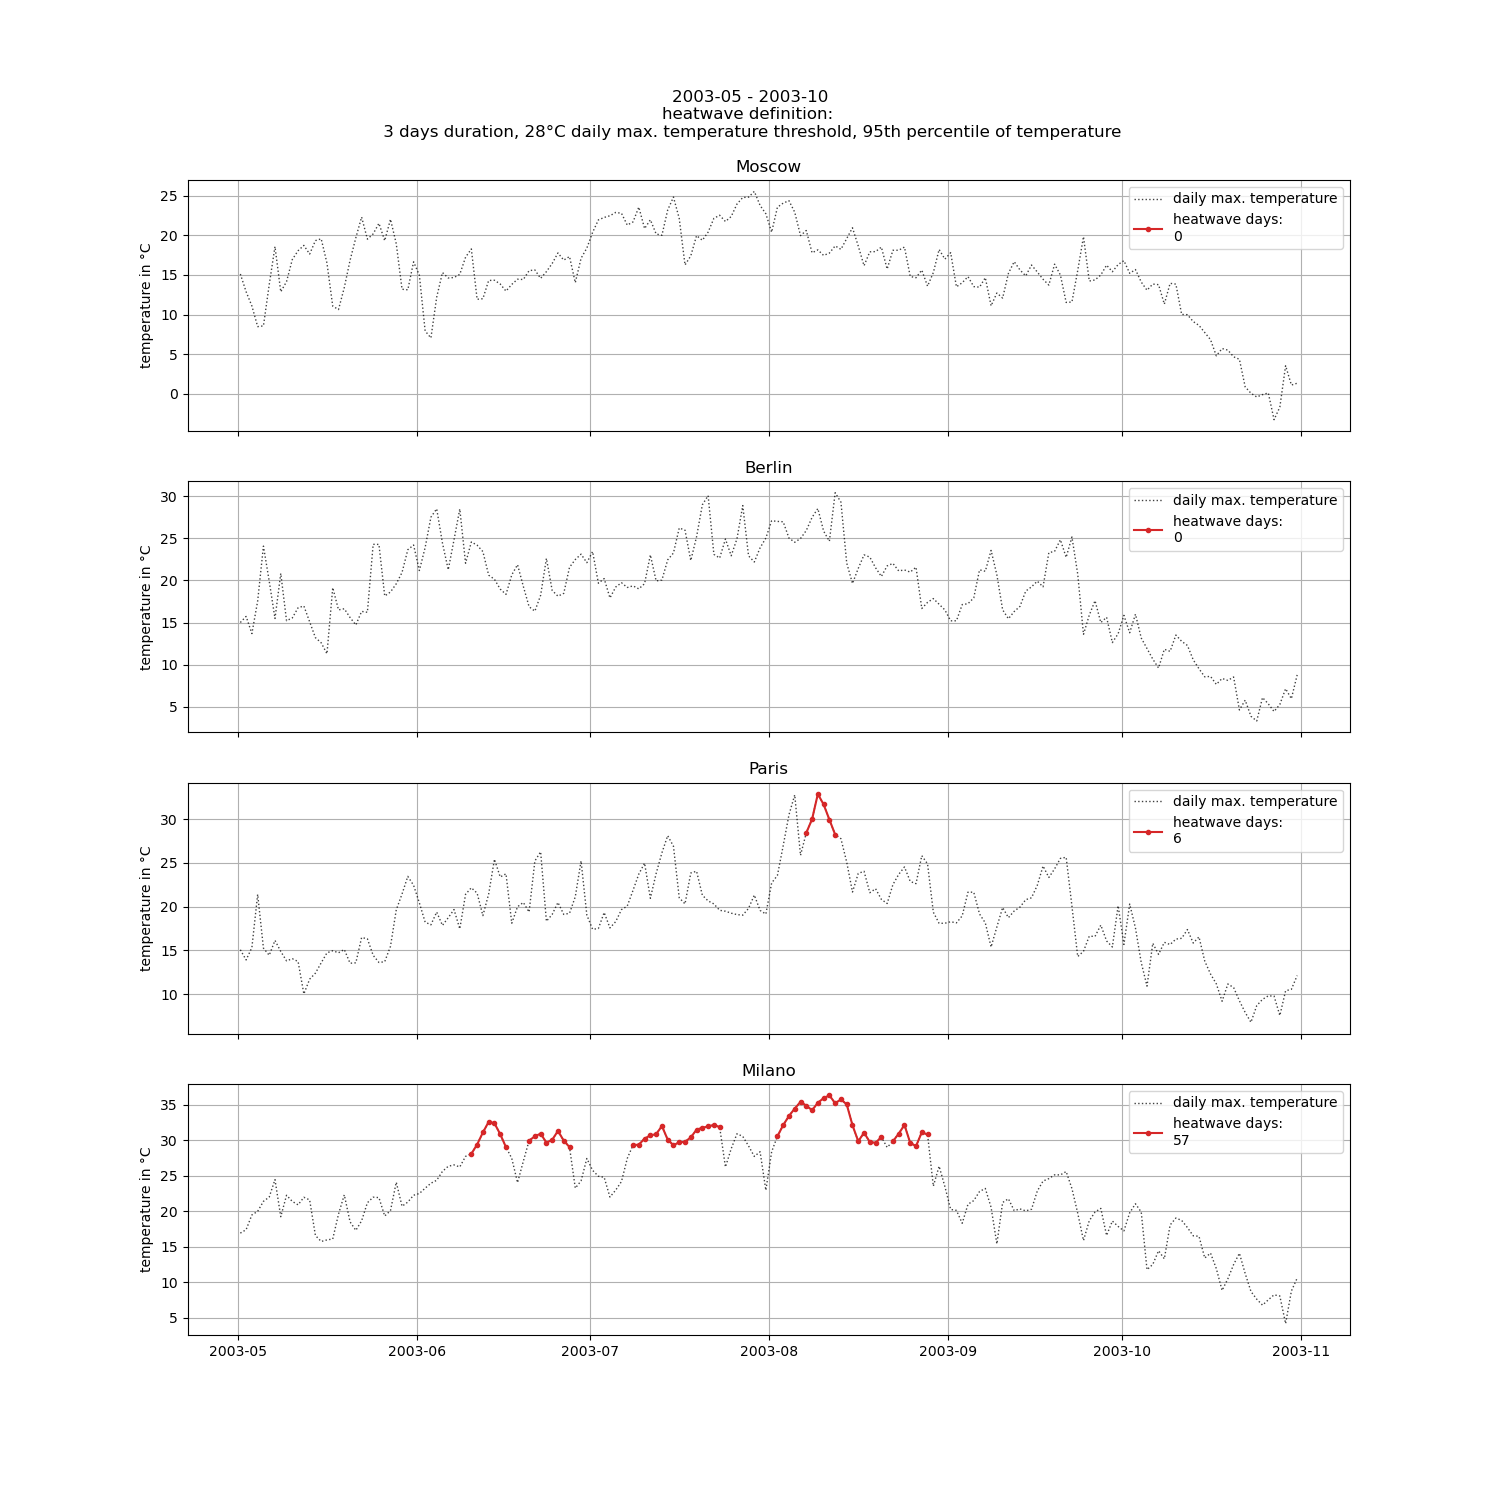 2003-05 - 2003-10
heatwave definition:
3 days duration, 28°C daily max. temperature threshold, 95th percentile of temperature
Moscow
temperature in °C
25
20
15
10
5
0
daily max. temperature
heatwave days:
0
Berlin
temperature in °C
30
25
20
15
10
5
daily max. temperature
heatwave days:
0
Paris
temperature in °C
30
25
20
15
10
daily max. temperature
heatwave days:
6
Milano
temperature in °C
35
30
25
20
15
10
5
daily max. temperature
heatwave days:
57
2003-05 2003-06 2003-07 2003-08 2003-09 2003-10 2003-11